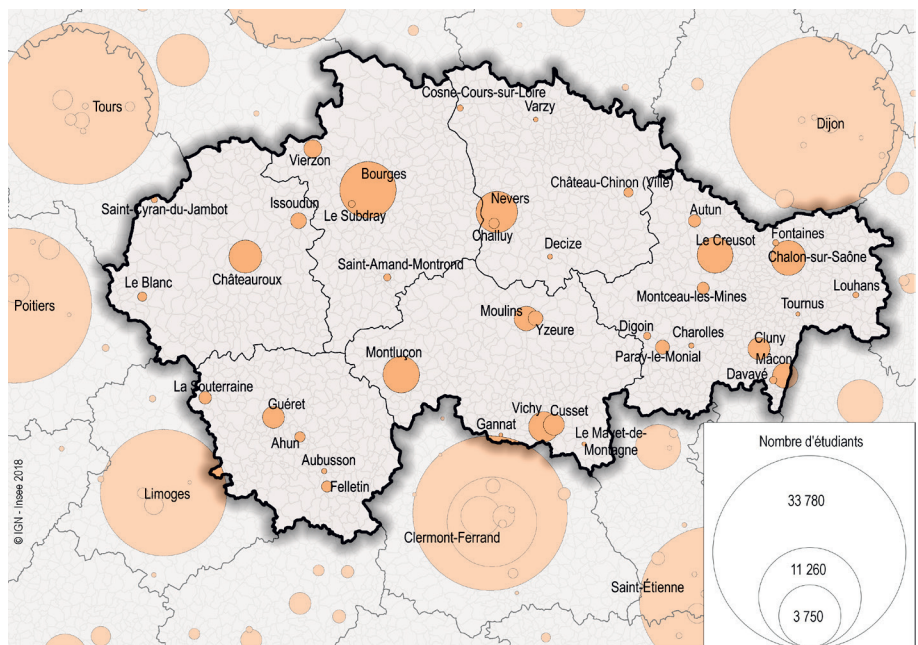 Cosne-Cours-sur-Loire
Varzy
Tours
Dijon
Vierzon
Bourges
Château-Chinon (Ville)
Saint-Cyran-du-Jambot
Issoudun
Le Subdray
Nevers
Challuy
Autun
Fontaines
Le Creusot
Chalon-sur-Saône
Decize
Châteauroux
Saint-Amand-Montrond
Le Blanc
Louhans
Poitiers
Montceau-les-Mines
Tournus
Moulins
Yzeure
Digoin
Charolles
Cluny
Paray-le-Monial
Mâcon
Davayé
Montluçon
La Souterraine
Guéret
Vichy
Cusset
Gannat
Le Mayet-de-
Montagne
Ahun
Aubusson
Felletin
Limoges
Clermont-Ferrand
Saint-Étienne
Nombre d'étudiants
33 780
11 260
3 750
© IGN - Insee 2018